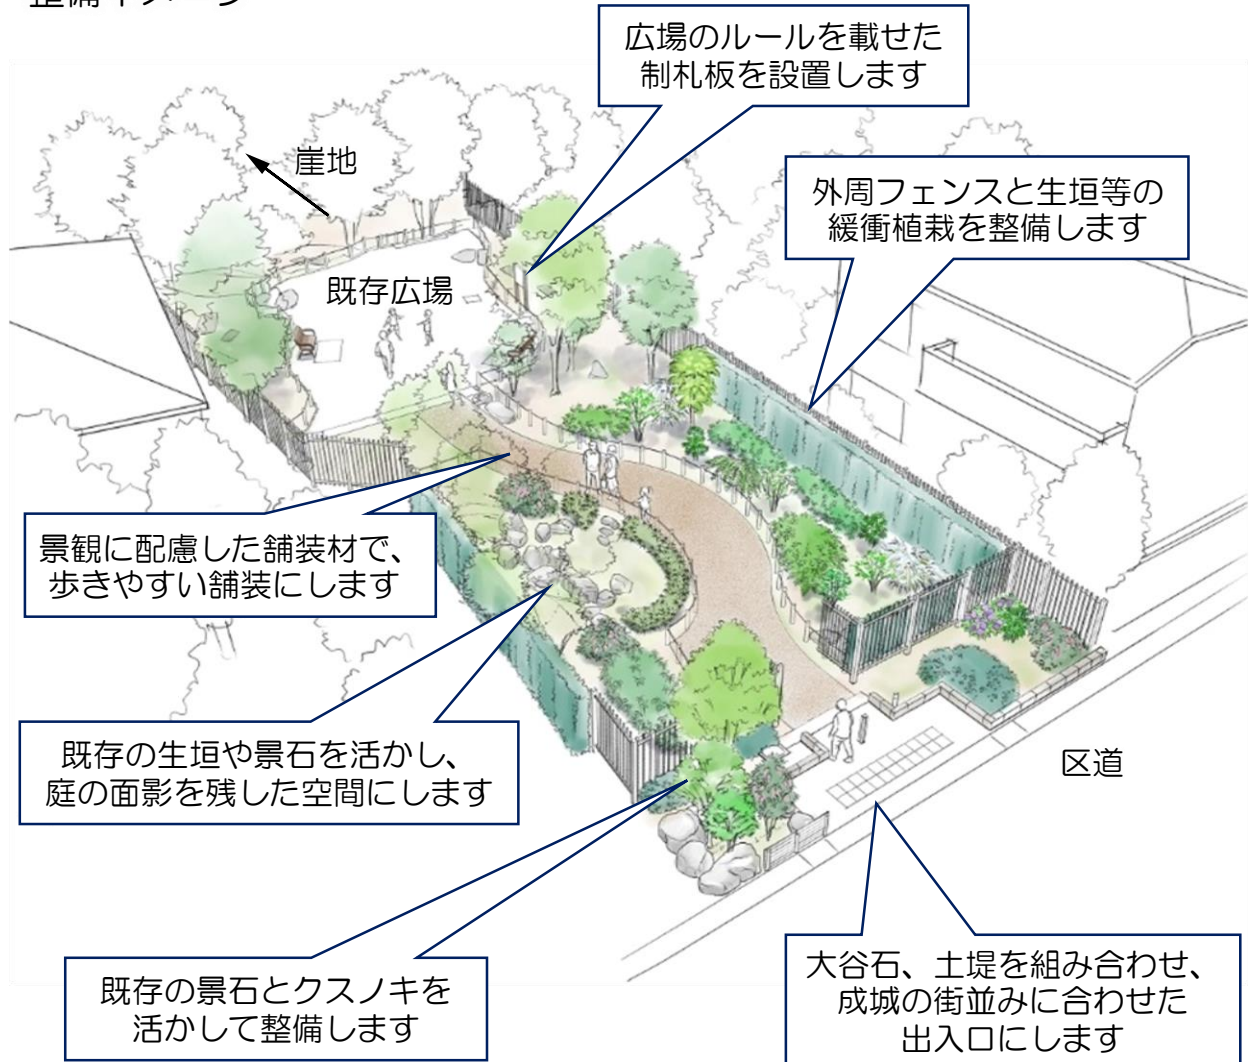 整備イメージ
広場のルールを載せた
制札板を設置します
崖地
外周フェンスと生垣等の
緩衝植栽を整備します
既存広場
景観に配慮した舗装材で、
歩きやすい舗装にします
既存の生垣や景石を活かし、
庭の面影を残した空間にします
区道
既存の景石とクスノキを
活かして整備します
大谷石、土堤を組み合わせ、
成城の街並みに合わせた
出入口にします